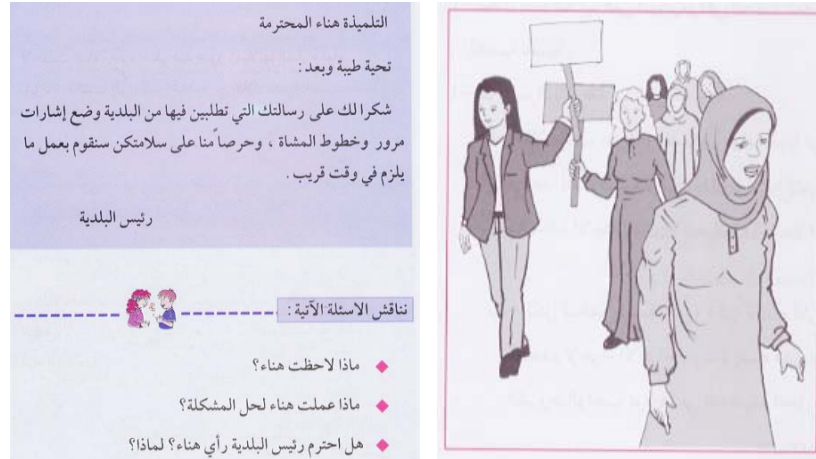 التلميذة هناء المحترمة
تحية طيبة وبعد :
شكرا لك على رسالتك التي تطلبين فيها من البلدية وضع إشارات
مرور وخطوط المشاة ، وحرصاً منا على سلامتكن سنقوم بعمل ما
يلزم في وقت قريب .
رئيس البلدية
نناقش الاسئلة الآتية :
ماذا لاحظت هناء؟
ماذا عملت هناء لحل المشكلة؟
هل احترم رئيس البلدية رأي هناء؟ لماذا؟